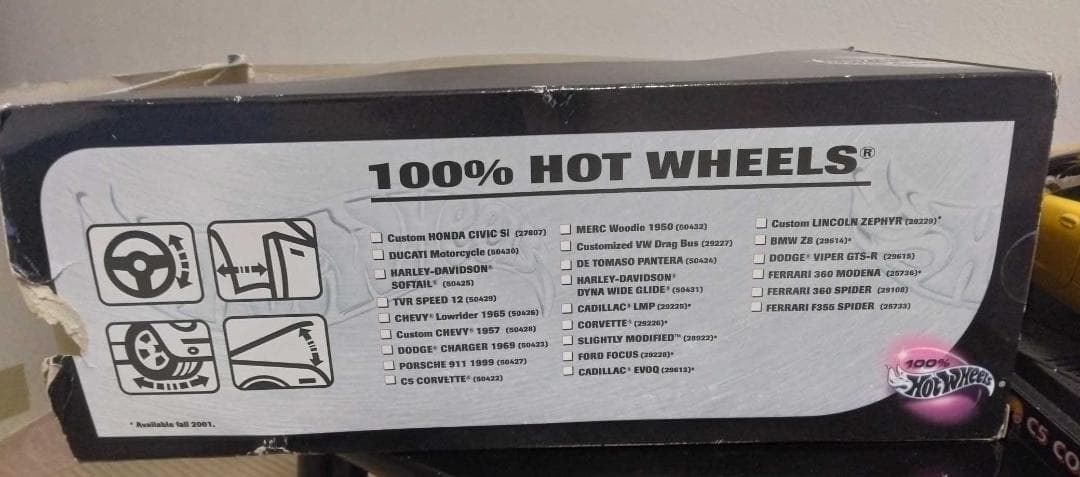 100% HOT WHEELS®
Custom HONDA CIVIC SI (27807)
DUCATI Motorcycle (50430)
HARLEY-DAVIDSON®
SOFTAIL® (50425)
TVR SPEED 12 (50429)
CHEVY® Lowrider 1965 (50426)
Custom CHEVY® 1957 (50428)
DODGE® CHARGER 1969 (50423)
PORSCHE 911 1999 (50427)
C5 CORVETTE® (50422)
MERC Woodie 1950 (50432)
Customized VW Drag Bus (29227)
DE TOMASO PANTERA (50424)
HARLEY-DAVIDSON®
DYNA WIDE GLIDE® (50431)
CADILLAC® LMP (29225)*
CORVETTE® (29226)*
SLIGHTLY MODIFIED™ (28922)*
FORD FOCUS (29228)*
CADILLAC® EVOQ (29613)*
Custom LINCOLN ZEPHYR (29229)*
BMW Z8 (29614)*
DODGE® VIPER GTS-R (29615)
FERRARI 360 MODENA (25736)*
FERRARI 360 SPIDER (29108)
FERRARI F355 SPIDER (25733)
* Available fall 2001.
100%
HOT WHEELS
C5 CO